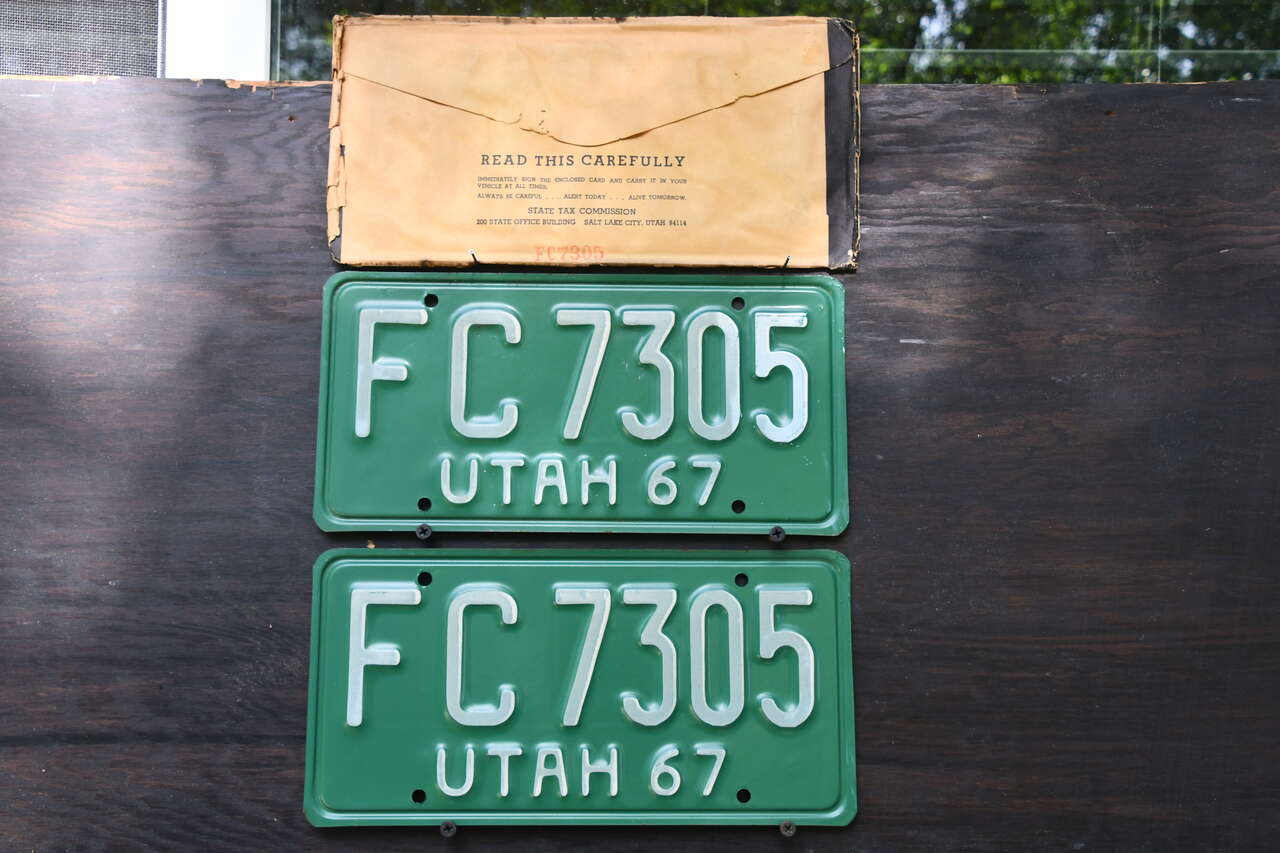 READ THIS CAREFULLY
IMMEDIATELY SIGN THE ENCLOSED CARD AND CARRY IT IN YOUR
VEHICLE AT ALL TIMES.
ALWAYS BE CAREFUL . . . ALERT TODAY . . . ALIVE TOMORROW.
STATE TAX COMMISSION
200 STATE OFFICE BUILDING SALT LAKE CITY, UTAH 84114
FC7305
FC 7305
UTAH 67
FC 7305
UTAH 67